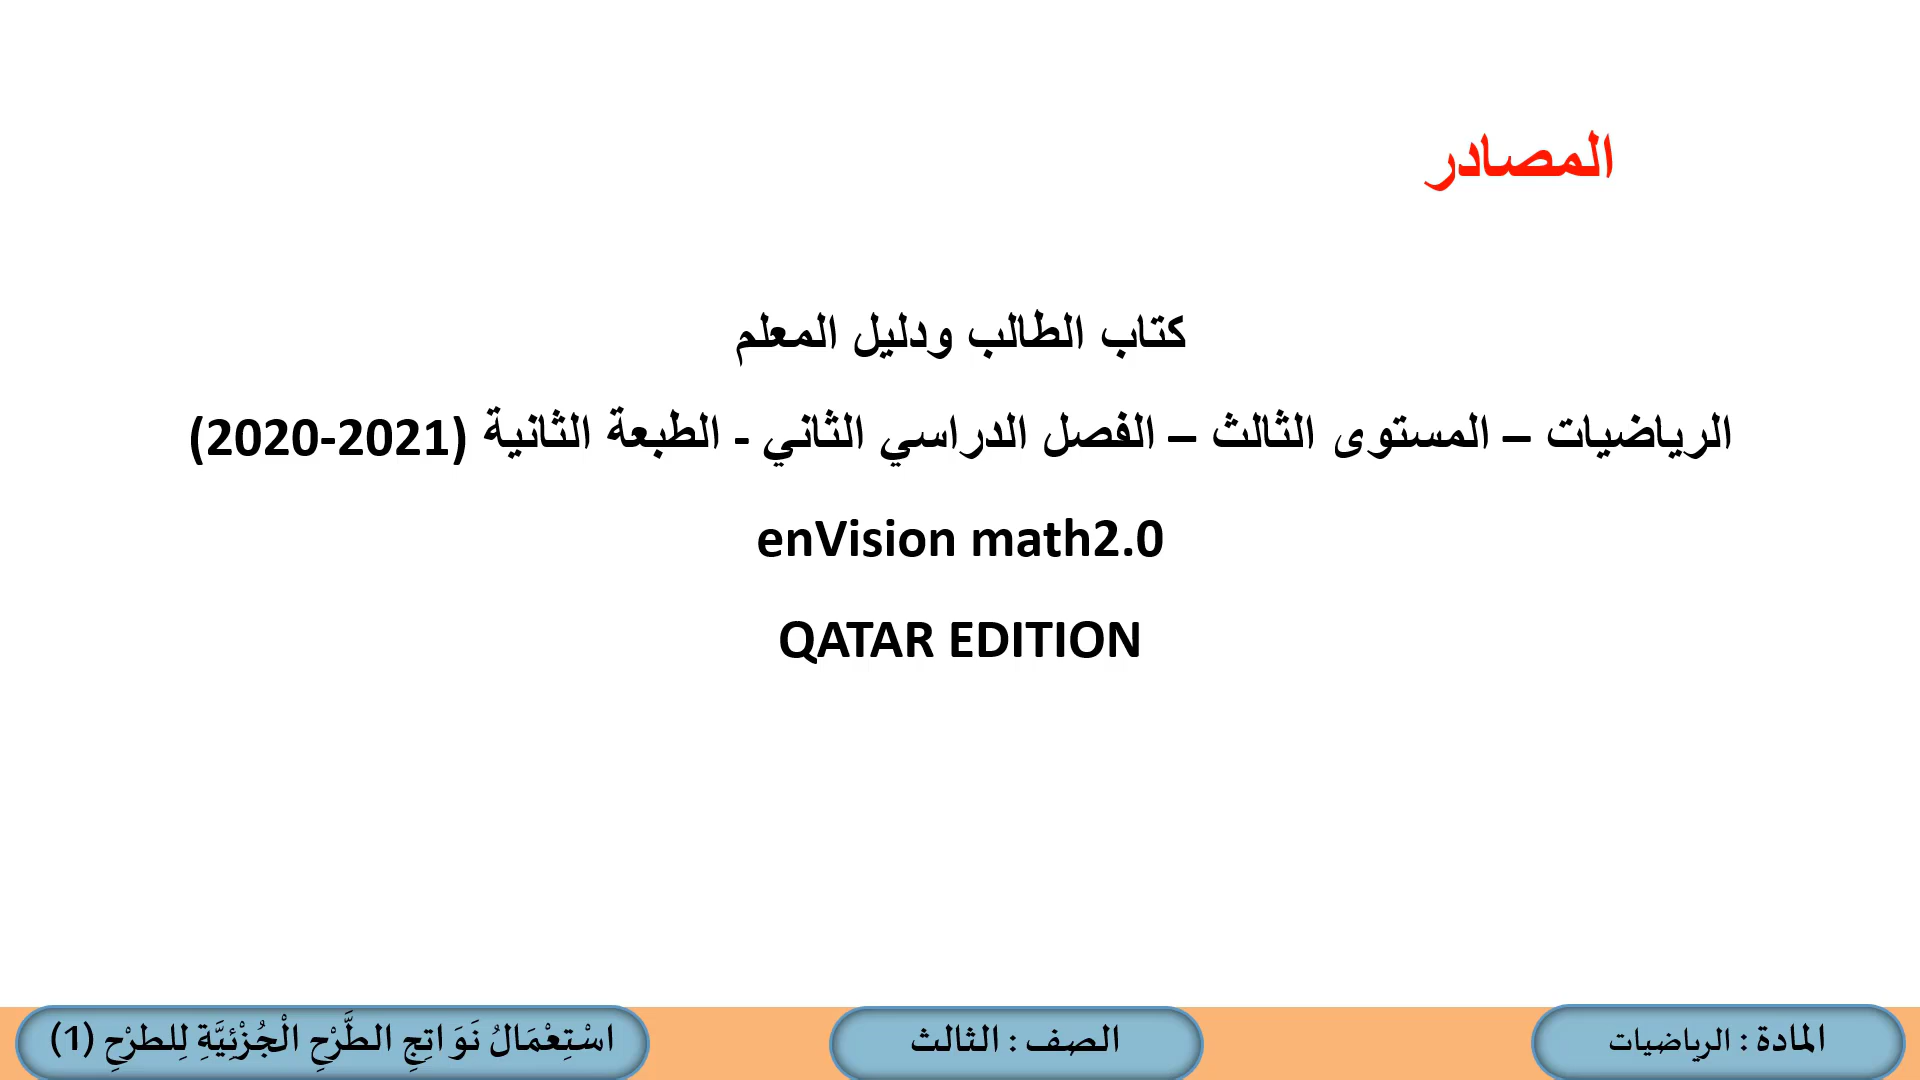 المصادر
كتاب الطالب ودليل المعلم
الرياضيات – المستوى الثالث – الفصل الدراسي الثاني - الطبعة الثانية (2020-2021)
enVision math2.0
QATAR EDITION
المادة : الرياضيات
الصف : الثالث
اسْتِعْمَالُ نَوَاتِجِ الطَّرْحِ الْجُزْئِيَّةِ لِلطرْحِ (1)